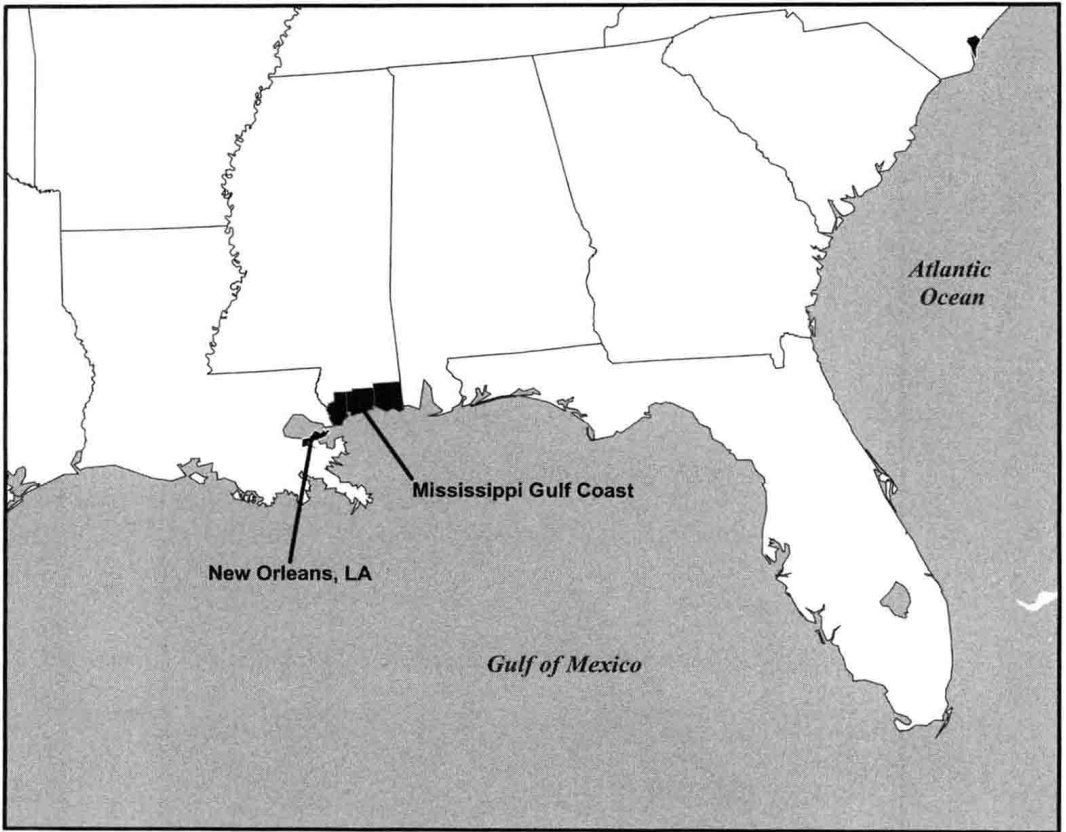 Atlantic
Ocean
Mississippi Gulf Coast
New Orleans, LA
Gulf of Mexico